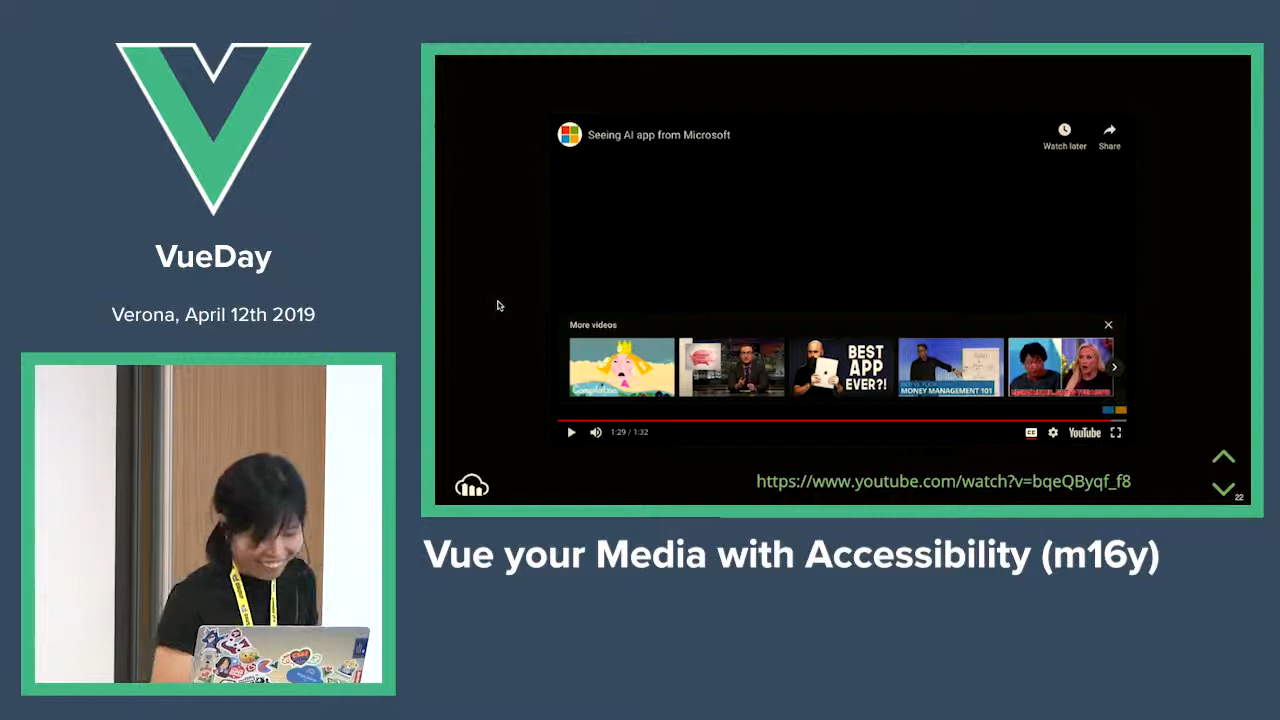 VueDay
Verona, April 12th 2019
Seeing AI app from Microsoft
Watch later
Share
More videos
Compilation
BEST
APP
EVER?!
MONEY MANAGEMENT 101
1:29 / 1:32
CC
YouTube
https://www.youtube.com/watch?v=bqeQByqf_f8
22
Vue your Media with Accessibility (m16y)